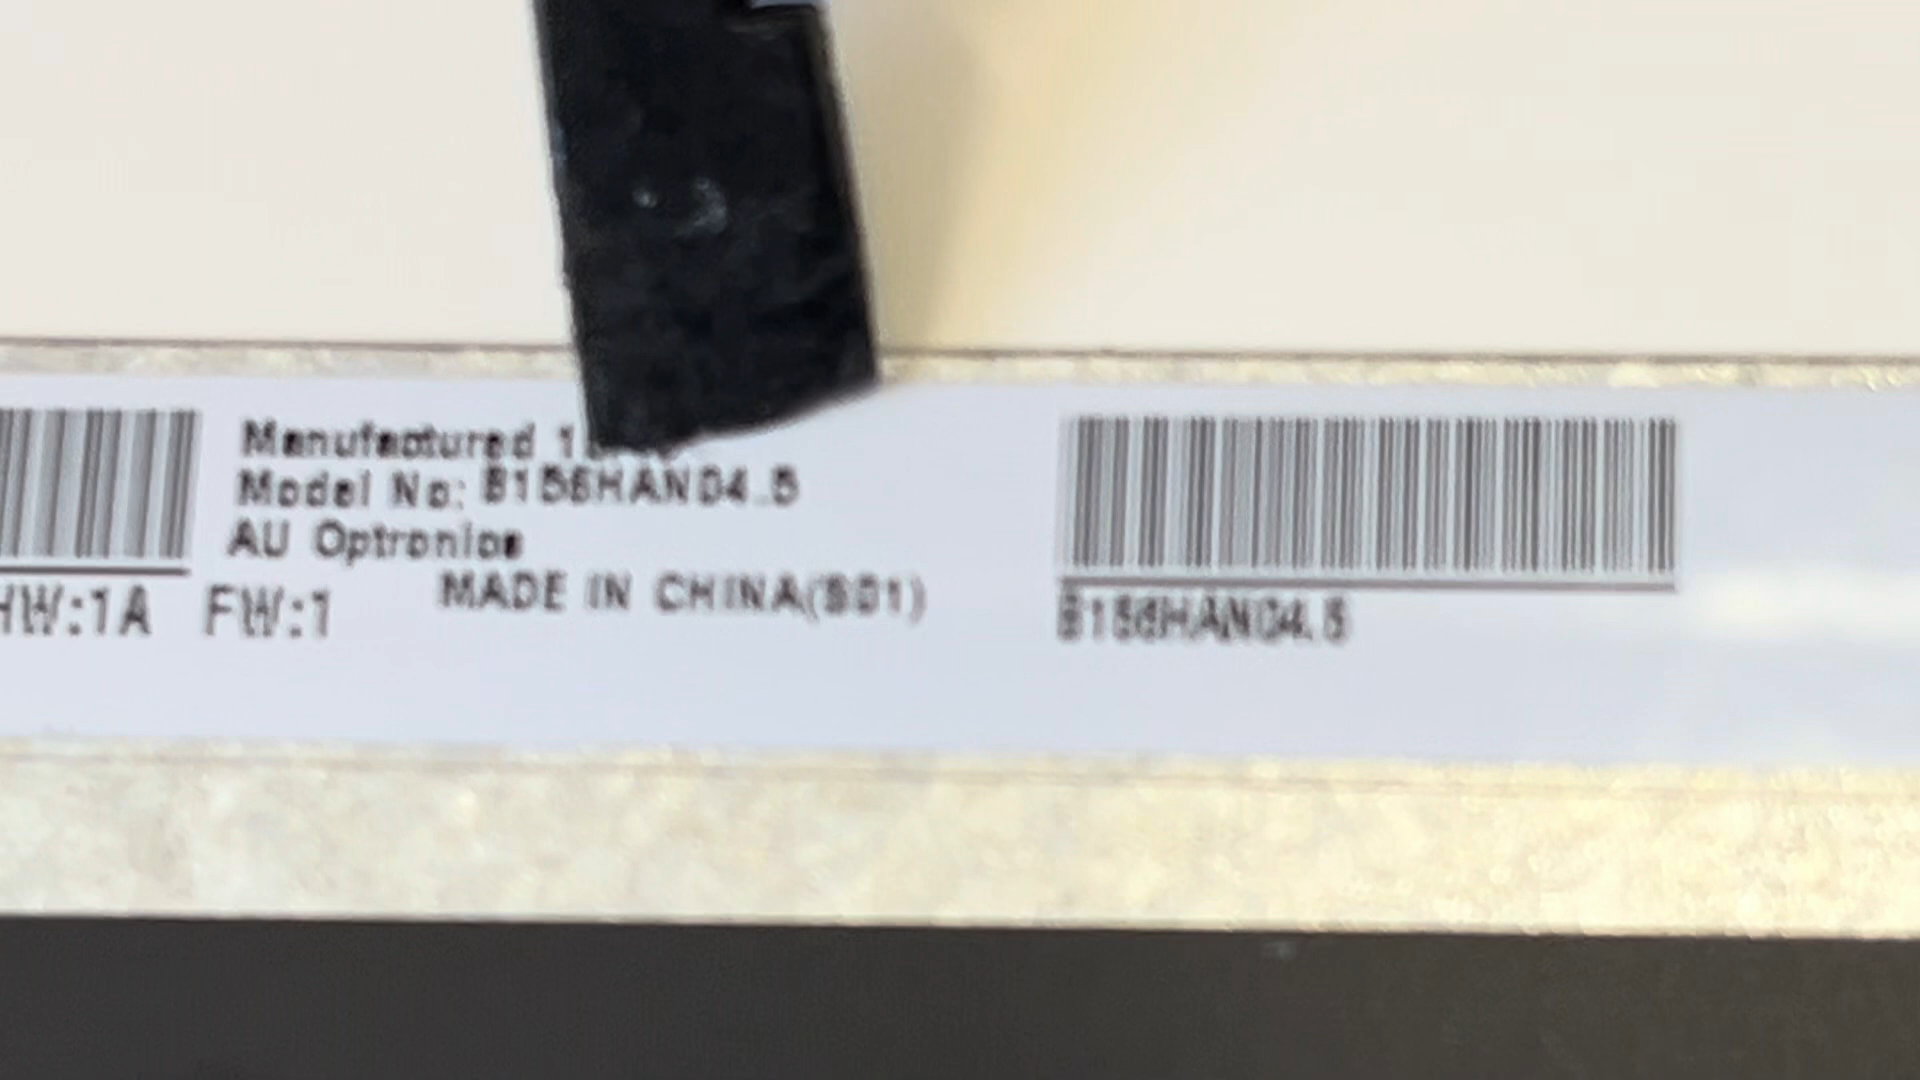 Manufactured
Model No: B156HAN04.5
AU Optronics
MADE IN CHINA(S01)
HW:1A FW:1
B156HAN04.5